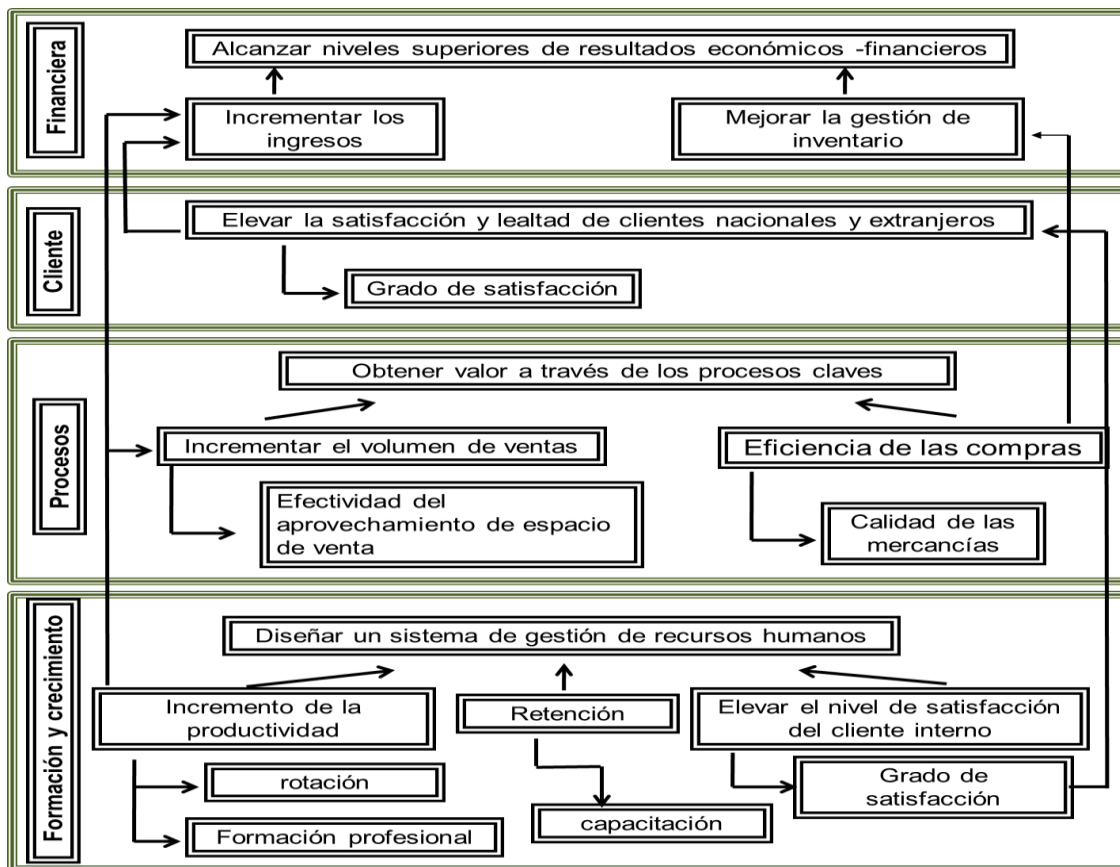 Financiera
Alcanzar niveles superiores de resultados económicos -financieros
Incrementar los
ingresos
Mejorar la gestión de
inventario
Cliente
Elevar la satisfacción y lealtad de clientes nacionales y extranjeros
Grado de satisfacción
Procesos
Obtener valor a través de los procesos claves
Incrementar el volumen de ventas
Eficiencia de las compras
Efectividad del
aprovechamiento de espacio
de venta
Calidad de las
mercancías
Formación y crecimiento
Diseñar un sistema de gestión de recursos humanos
Incremento de la
productividad
Retención
Elevar el nivel de satisfacción
del cliente interno
rotación
Grado de
satisfacción
Formación profesional
capacitación